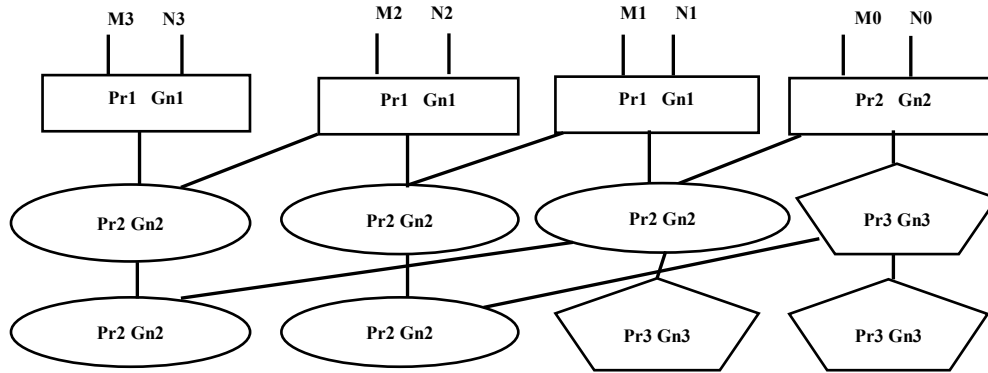 M3 N3 M2 N2 M1 N1 M0 N0
Pr1 Gn1 Pr1 Gn1 Pr1 Gn1 Pr2 Gn2
Pr2 Gn2 Pr2 Gn2 Pr2 Gn2 Pr3 Gn3
Pr2 Gn2 Pr2 Gn2 Pr3 Gn3 Pr3 Gn3